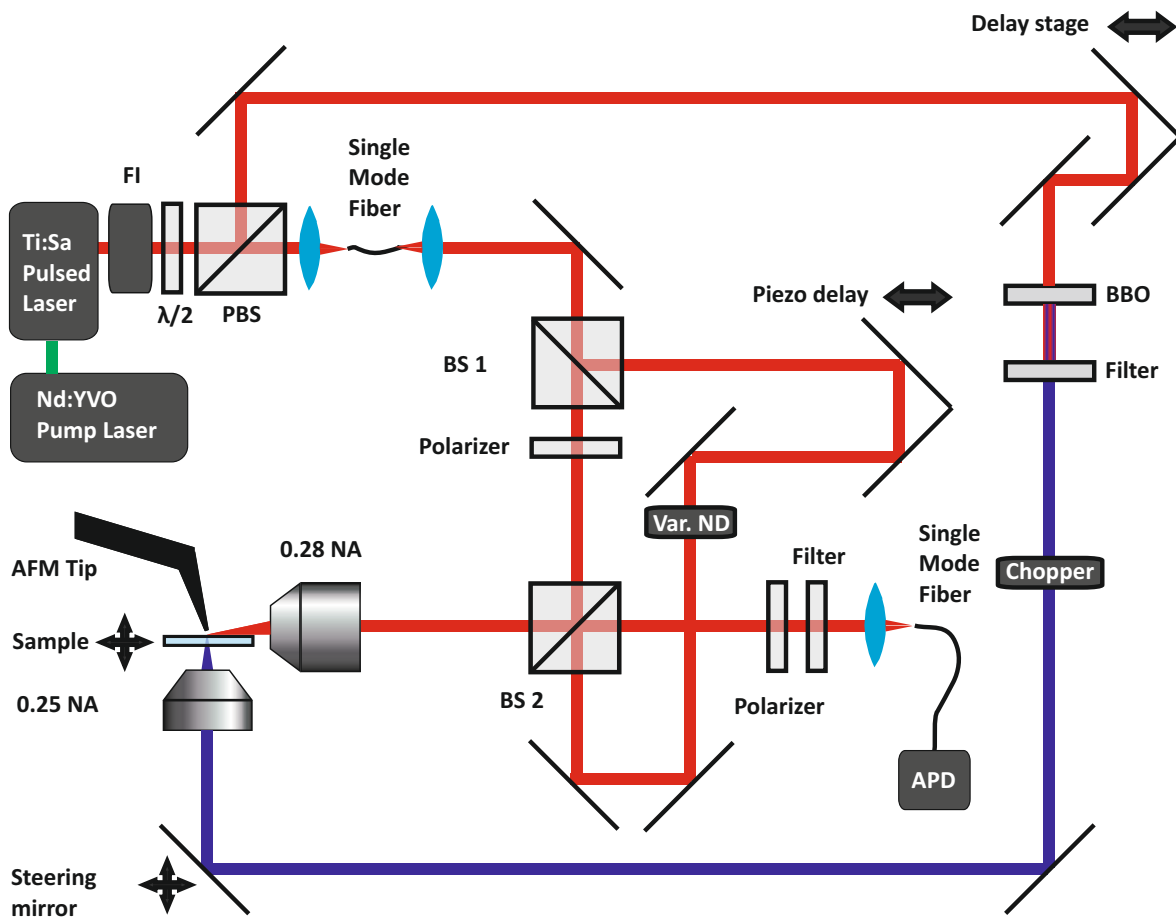 Delay stage
Single
Mode
Fiber
FI
Ti:Sa
Pulsed
Laser
λ/2
PBS
Piezo delay
BBO
BS 1
Filter
Nd:YVO
Pump Laser
Polarizer
Var. ND
Single
Mode
Fiber
0.28 NA
Filter
AFM Tip
Chopper
Sample
0.25 NA
BS 2
Polarizer
APD
Steering
mirror